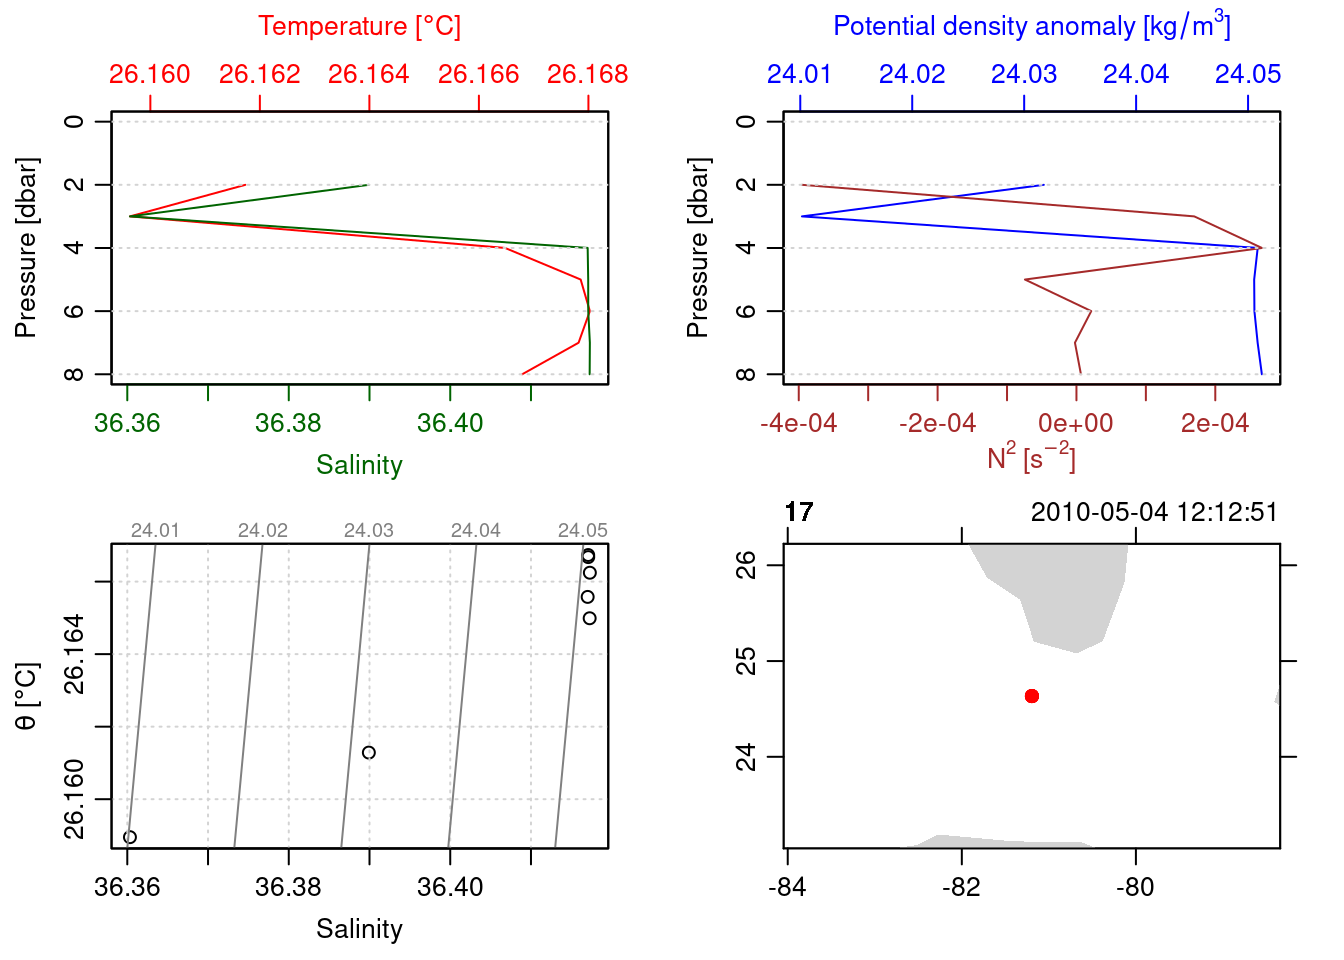 Temperature [°C]
26.160 26.162 26.164 26.166 26.168
0
2
4
6
8
Pressure [dbar]
36.36 36.38 36.40
Salinity
Potential density anomaly [kg/m³]
24.01 24.02 24.03 24.04 24.05
0
2
4
6
8
Pressure [dbar]
-4e-04 -2e-04 0e+00 2e-04
N² [s⁻²]
24.01 24.02 24.03 24.04 24.05
26.164
26.160
θ [°C]
36.36 36.38 36.40
Salinity
17 2010-05-04 12:12:51
26
25
24
-84 -82 -80